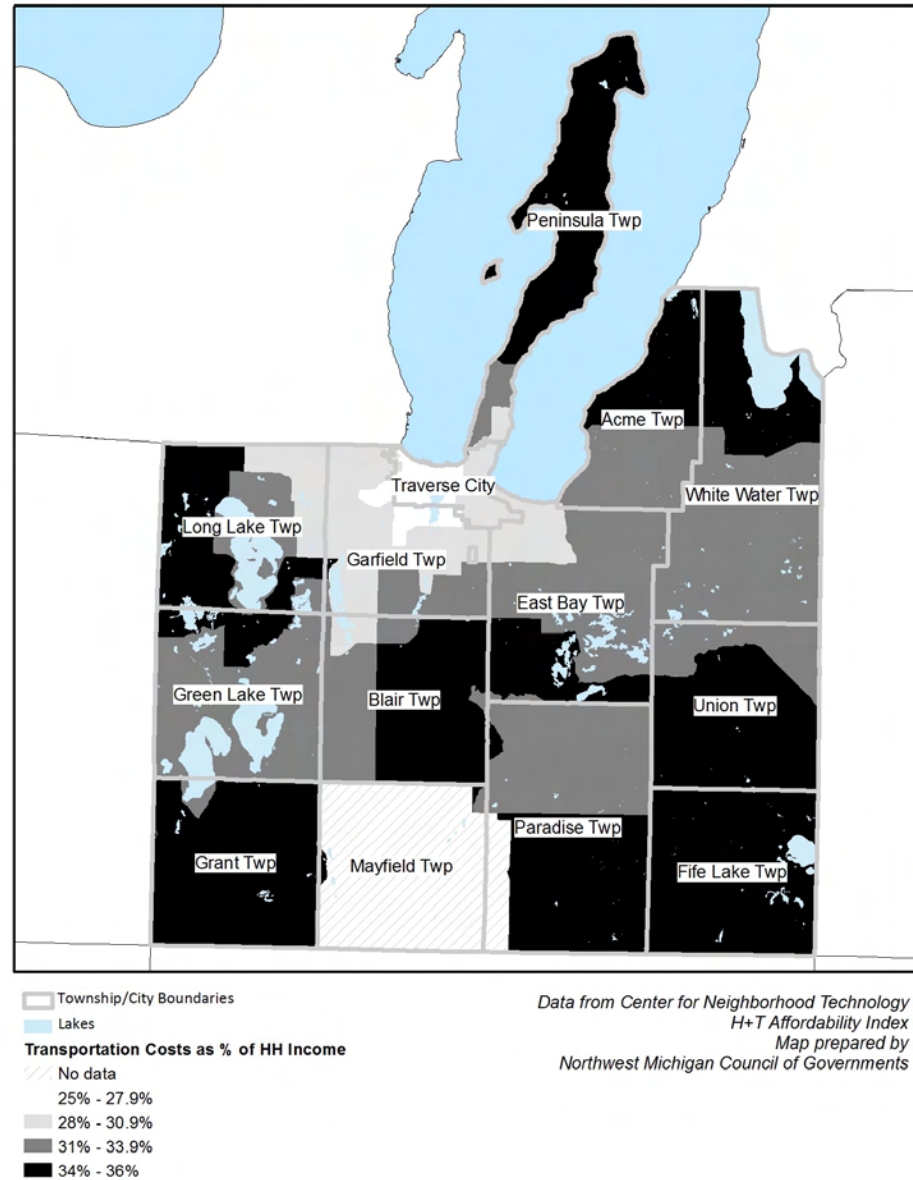 Peninsula Twp
Acme Twp
Traverse City
White Water Twp
Long Lake Twp
Garfield Twp
East Bay Twp
Green Lake Twp
Blair Twp
Union Twp
Paradise Twp
Grant Twp
Mayfield Twp
Fife Lake Twp
Township/City Boundaries
Lakes
Transportation Costs as % of HH Income
No data
25% - 27.9%
28% - 30.9%
31% - 33.9%
34% - 36%
Data from Center for Neighborhood Technology
H+T Affordability Index
Map prepared by
Northwest Michigan Council of Governments